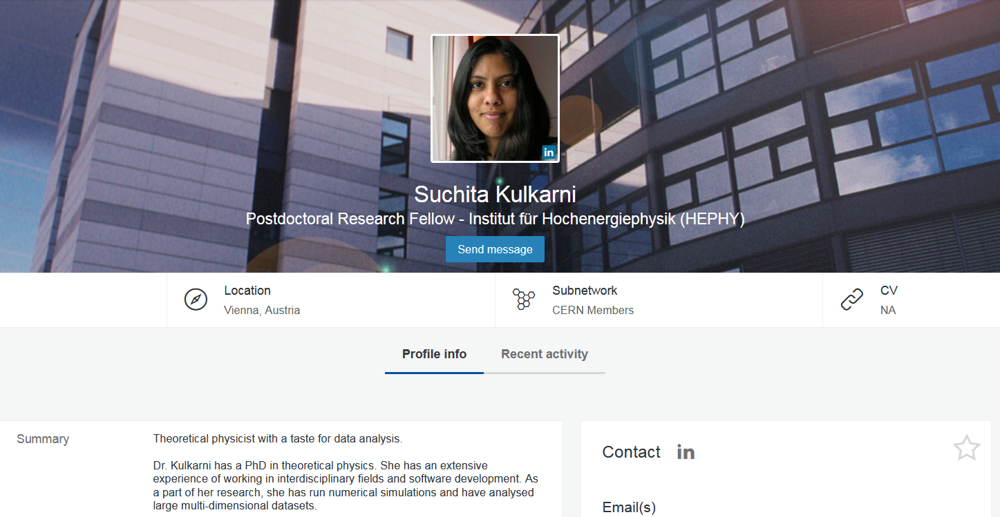 in
Suchita Kulkarni
Postdoctoral Research Fellow - Institut für Hochenergiephysik (HEPHY)
Send message
Location
Vienna, Austria
Subnetwork
CERN Members
CV
NA
Profile info
Recent activity
Summary
Theoretical physicist with a taste for data analysis.
Dr. Kulkarni has a PhD in theoretical physics. She has an extensive
experience of working in interdisciplinary fields and software development. As
a part of her research, she has run numerical simulations and have analysed
large multi-dimensional datasets.
Contact in
Email(s)